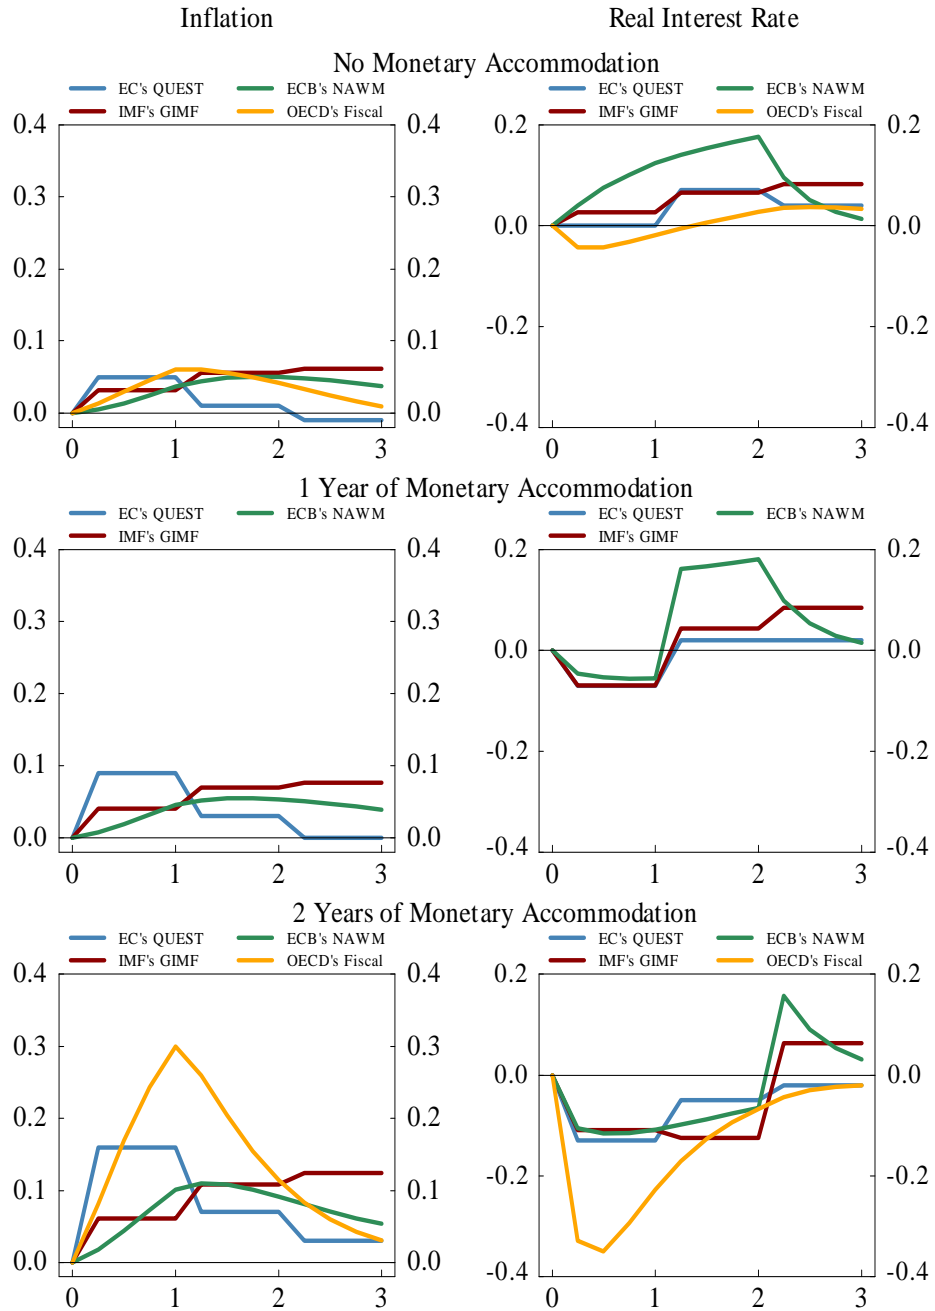 Inflation
Real Interest Rate
No Monetary Accommodation
EC's QUEST
ECB's NAWM
IMF's GIMF
OECD's Fiscal
0.4
0.4
0.3
0.3
0.2
0.2
0.1
0.1
0.0
0.0
0 1 2 3
EC's QUEST
ECB's NAWM
IMF's GIMF
OECD's Fiscal
0.2
0.2
0.0
0.0
-0.2
-0.2
-0.4
-0.4
0 1 2 3
1 Year of Monetary Accommodation
EC's QUEST
ECB's NAWM
IMF's GIMF
0.4
0.4
0.3
0.3
0.2
0.2
0.1
0.1
0.0
0.0
0 1 2 3
EC's QUEST
ECB's NAWM
IMF's GIMF
0.2
0.2
0.0
0.0
-0.2
-0.2
-0.4
-0.4
0 1 2 3
2 Years of Monetary Accommodation
EC's QUEST
ECB's NAWM
IMF's GIMF
OECD's Fiscal
0.4
0.4
0.3
0.3
0.2
0.2
0.1
0.1
0.0
0.0
0 1 2 3
EC's QUEST
ECB's NAWM
IMF's GIMF
OECD's Fiscal
0.2
0.2
0.0
0.0
-0.2
-0.2
-0.4
-0.4
0 1 2 3